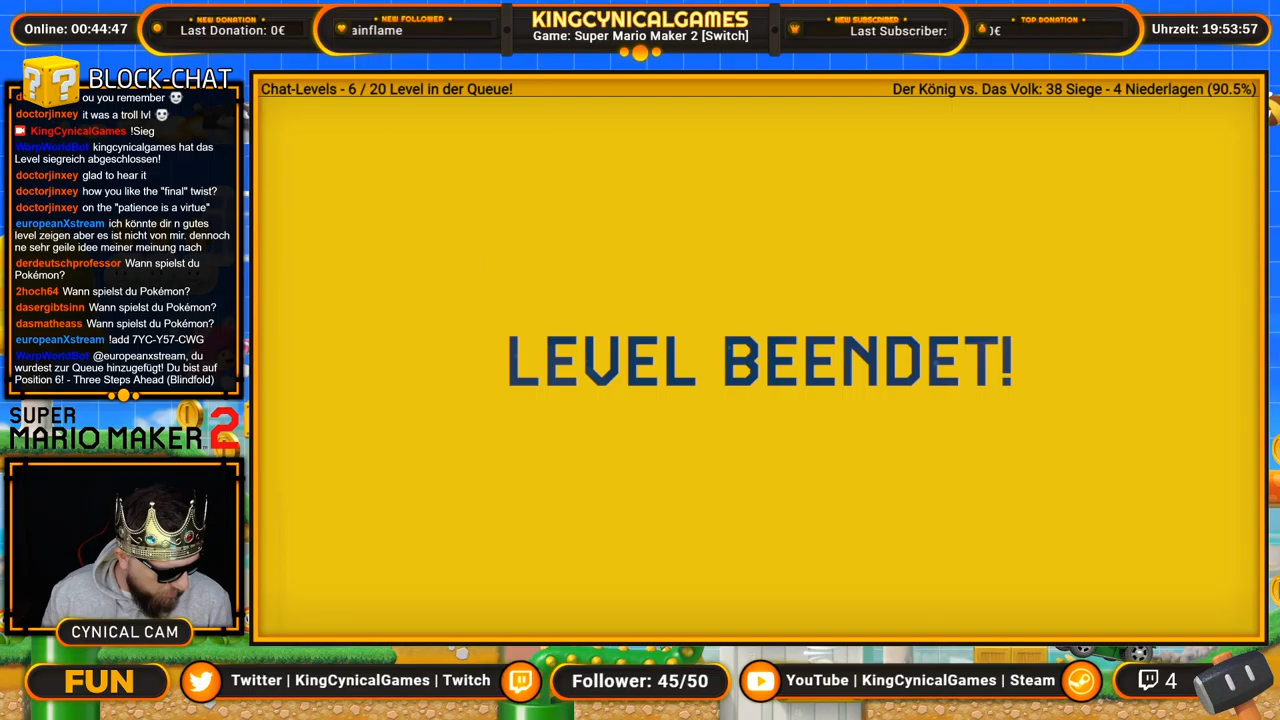 Online: 00:44:47
NEW DONATION
Last Donation: 0€
NEW FOLLOWER
ainflame
KINGCYNICALGAMES
Game: Super Mario Maker 2 [Switch]
NEW SUBSCRIBER
Last Subscriber:
TOP DONATION
0€
Uhrzeit: 19:53:57
BLOCK-CHAT
ou you remember
doctorjinxey it was a troll lvl
KingCynicalGames !Sieg
WarpWorldBot kingcynicalgames hat das
Level siegreich abgeschlossen!
doctorjinxey glad to hear it
doctorjinxey how you like the "final" twist?
doctorjinxey on the "patience is a virtue"
europeanXstream ich könnte dir n gutes
level zeigen aber es ist nicht von mir. dennoch
ne sehr geile idee meiner meinung nach
derdeutschprofessor Wann spielst du
Pokémon?
2hoch64 Wann spielst du Pokémon?
dasergibtsinn Wann spielst du Pokémon?
dasmatheass Wann spielst du Pokémon?
europeanXstream !add 7YC-Y57-CWG
WarpWorldBot @europeanxstream, du
wurdest zur Queue hinzugefügt! Du bist auf
Position 6! - Three Steps Ahead (Blindfold)
Chat-Levels - 6 / 20 Level in der Queue!
Der König vs. Das Volk: 38 Siege - 4 Niederlagen (90.5%)
LEVEL BEENDET!
SUPER
MARIO MAKER 2
CYNICAL CAM
FUN
Twitter | KingCynicalGames | Twitch
Follower: 45/50
YouTube | KingCynicalGames | Steam
4